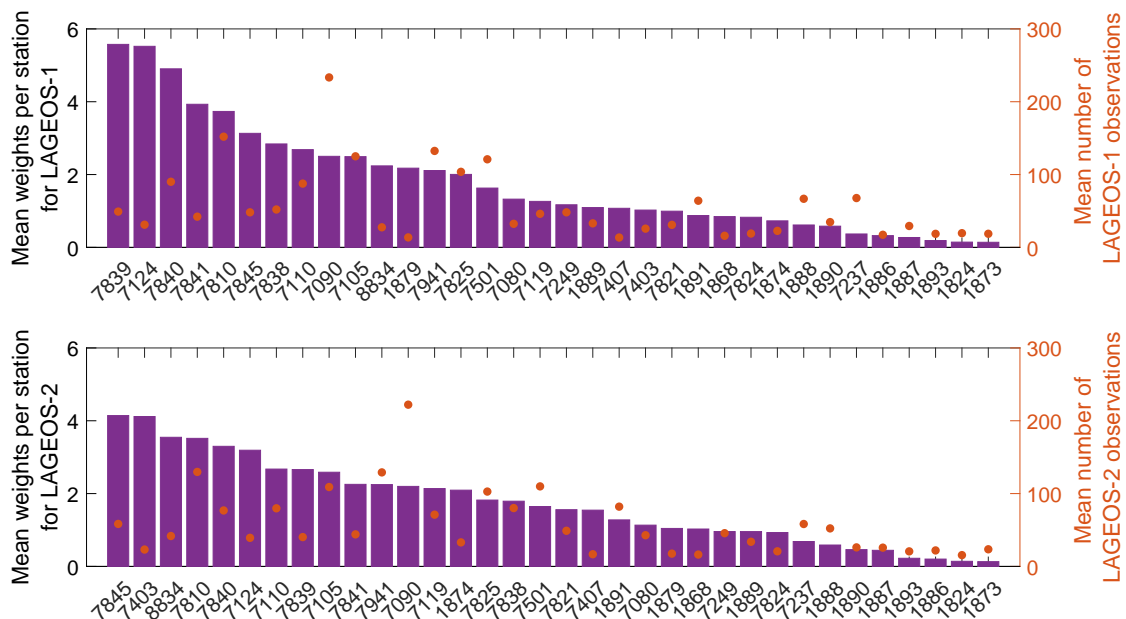 Mean weights per station
for LAGEOS-1
6
4
2
0
300
200
100
0
Mean number of
LAGEOS-1 observations
7839 7124 7840 7841 7810 7845 7838 7110 7090 7105 8834 1879 7941 7825 7501 7080 7119 7249 1889 7407 7403 7821 1891 1868 7824 1874 1888 1890 7237 1886 1887 1893 1824 1873
Mean weights per station
for LAGEOS-2
6
4
2
0
300
200
100
0
Mean number of
LAGEOS-2 observations
7845 7403 8834 7810 7840 7124 7110 7839 7105 7841 7941 7090 7119 1874 7825 7838 7501 7821 7407 1891 7080 1879 1868 7249 1889 7824 7237 1888 1890 1887 1893 1886 1824 1873